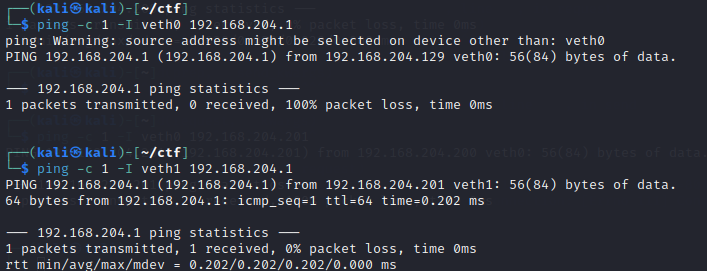 ┌──(kali㉿kali)-[~/ctf]
└─$ ping -c 1 -I veth0 192.168.204.1
ping: Warning: source address might be selected on device other than: veth0
PING 192.168.204.1 (192.168.204.1) from 192.168.204.129 veth0: 56(84) bytes of data.
--- 192.168.204.1 ping statistics ---
1 packets transmitted, 0 received, 100% packet loss, time 0ms
┌──(kali㉿kali)-[~/ctf]
└─$ ping -c 1 -I veth1 192.168.204.1
PING 192.168.204.1 (192.168.204.1) from 192.168.204.201 veth1: 56(84) bytes of data.
64 bytes from 192.168.204.1: icmp_seq=1 ttl=64 time=0.202 ms
--- 192.168.204.1 ping statistics ---
1 packets transmitted, 1 received, 0% packet loss, time 0ms
rtt min/avg/max/mdev = 0.202/0.202/0.202/0.000 ms